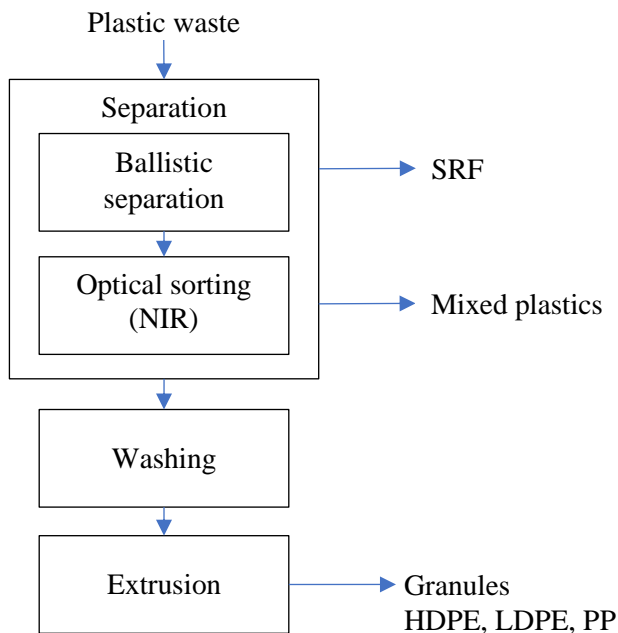 Plastic waste
Separation
Ballistic
separation
SRF
Optical sorting
(NIR)
Mixed plastics
Washing
Extrusion
Granules
HDPE, LDPE, PP